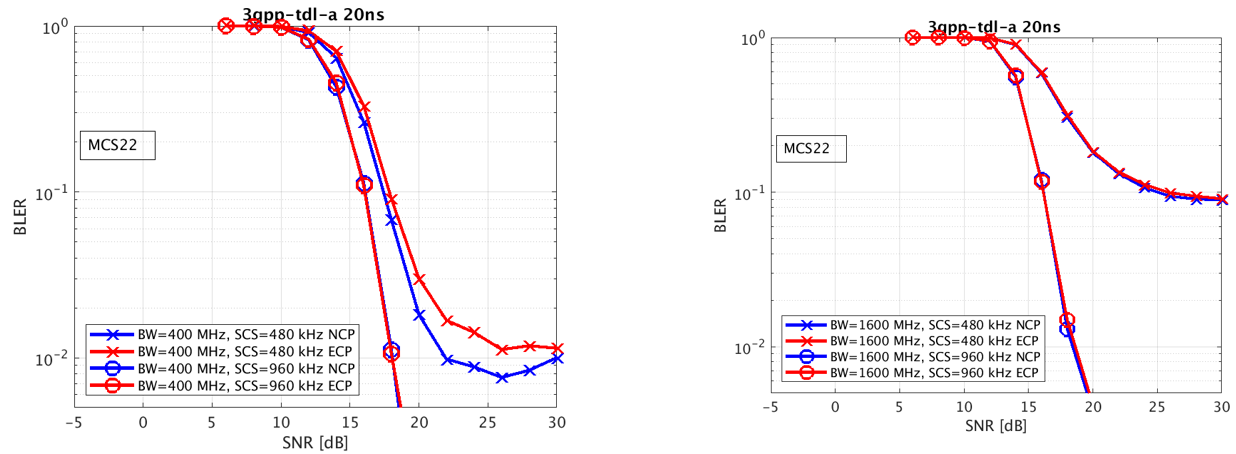 3gpp-tdl-a 20ns
10^0
10^-1
10^-2
BLER
MCS22
BW=400 MHz, SCS=480 kHz NCP
BW=400 MHz, SCS=480 kHz ECP
BW=400 MHz, SCS=960 kHz NCP
BW=400 MHz, SCS=960 kHz ECP
-5 0 5 10 15 20 25 30
SNR [dB]
3gpp-tdl-a 20ns
10^0
10^-1
10^-2
BLER
MCS22
BW=1600 MHz, SCS=480 kHz NCP
BW=1600 MHz, SCS=480 kHz ECP
BW=1600 MHz, SCS=960 kHz NCP
BW=1600 MHz, SCS=960 kHz ECP
-5 0 5 10 15 20 25 30
SNR [dB]